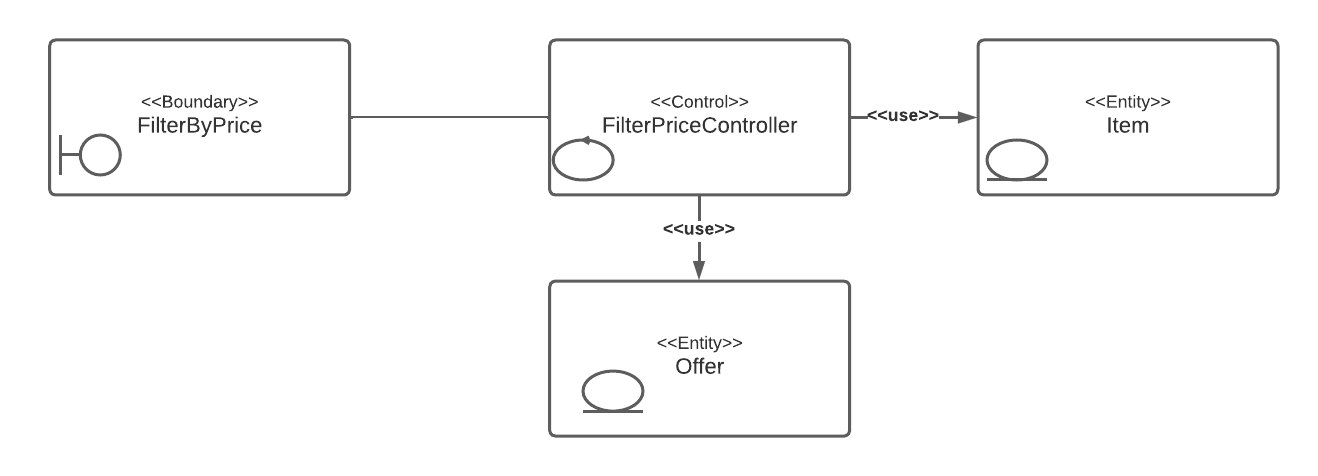 <<Boundary>>
FilterByPrice
<<Control>>
FilterPriceController
<<use>>
<<Entity>>
Item
<<use>>
<<Entity>>
Offer